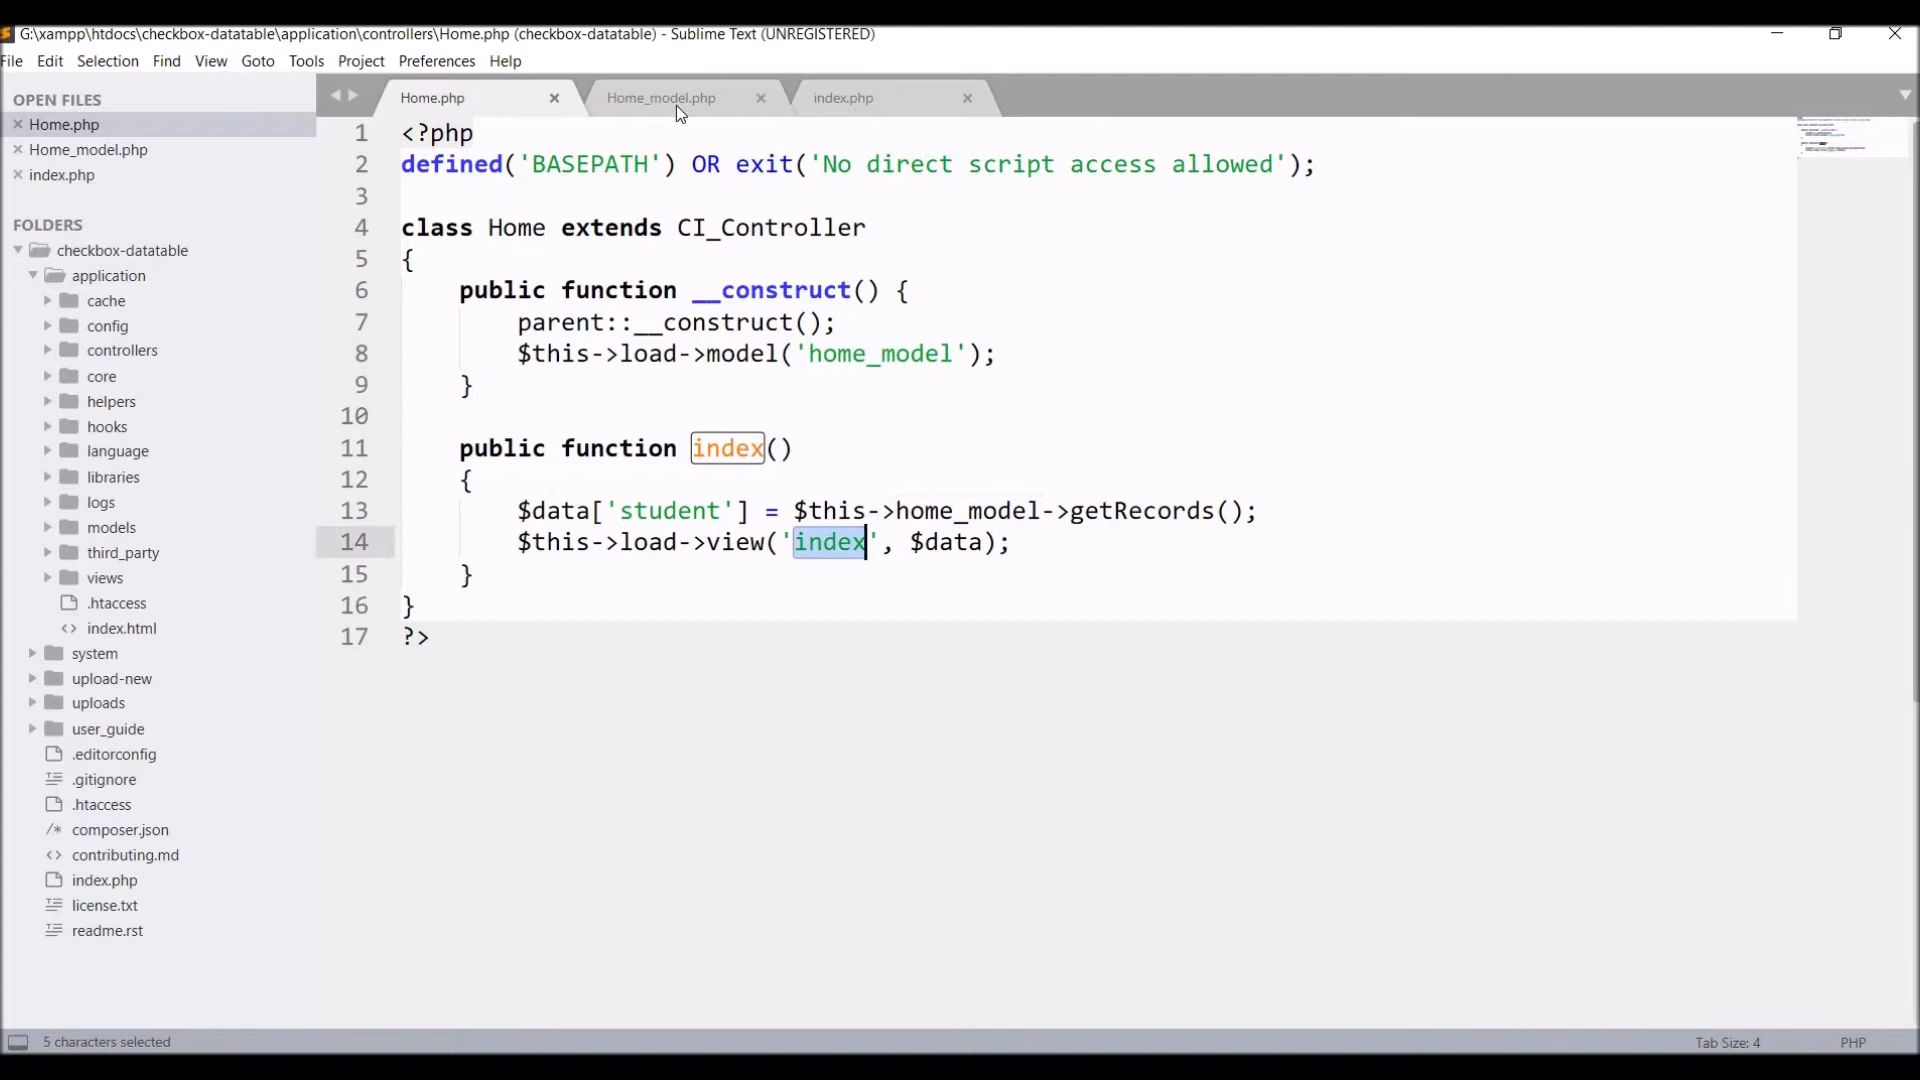 G:\xampp\htdocs\checkbox-datatable\application\controllers\Home.php (checkbox-datatable) - Sublime Text (UNREGISTERED)
File Edit Selection Find View Goto Tools Project Preferences Help
OPEN FILES
Home.php
Home_model.php
index.php
FOLDERS
checkbox-datatable
application
cache
config
controllers
core
helpers
hooks
language
libraries
logs
models
third_party
views
.htaccess
index.html
system
upload-new
uploads
user_guide
.editorconfig
.gitignore
.htaccess
composer.json
contributing.md
index.php
license.txt
readme.rst
Home.php Home_model.php index.php
1 <?php
2 defined('BASEPATH') OR exit('No direct script access allowed');
3
4 class Home extends CI_Controller
5 {
6 public function __construct() {
7 parent::__construct();
8 $this->load->model('home_model');
9 }
10
11 public function index()
12 {
13 $data['student'] = $this->home_model->getRecords();
14 $this->load->view('index', $data);
15 }
16 }
17 ?>
5 characters selected
Tab Size: 4
PHP